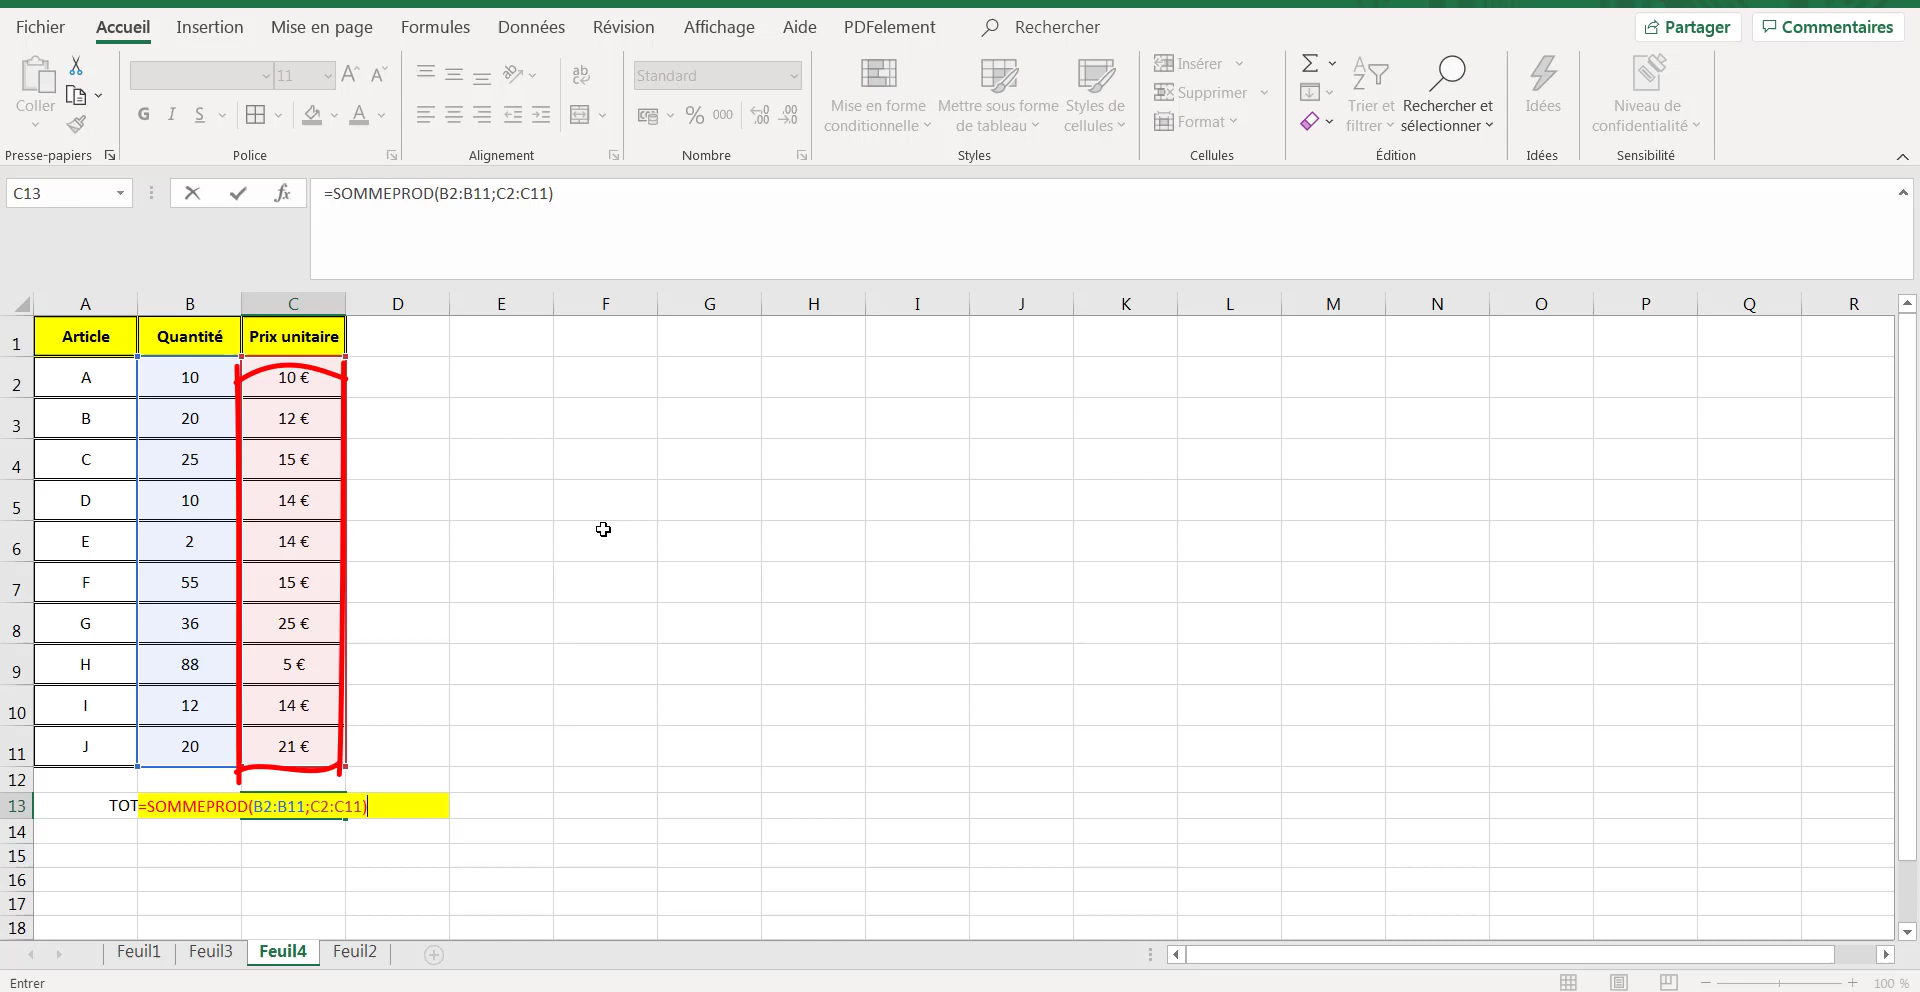 Fichier Accueil Insertion Mise en page Formules Données Révision Affichage Aide PDFelement Rechercher Partager Commentaires
Coller
11
ab
Standard
G I S
% 000
Mise en forme conditionnelle
Mettre sous forme de tableau
Styles de cellules
Insérer
Supprimer
Format
Trier et filtrer
Rechercher et sélectionner
Idées
Niveau de confidentialité
Presse-papiers Police Alignement Nombre Styles Cellules Édition Idées Sensibilité
C13 fx =SOMMEPROD(B2:B11;C2:C11)
A B C D E F G H I J K L M N O P Q R
1 Article Quantité Prix unitaire
2 A 10 10 €
3 B 20 12 €
4 C 25 15 €
5 D 10 14 €
6 E 2 14 €
7 F 55 15 €
8 G 36 25 €
9 H 88 5 €
10 I 12 14 €
11 J 20 21 €
12
13 TOT=SOMMEPROD(B2:B11;C2:C11)
14
15
16
17
18
Feuil1 Feuil3 Feuil4 Feuil2
Entrer 100 %